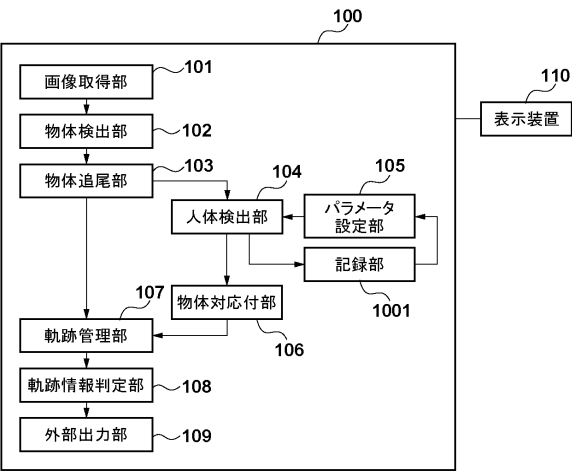 100
画像取得部
101
物体検出部
102
物体追尾部
103
表示装置
110
人体検出部
104
パラメータ
設定部
105
記録部
1001
物体対応付部
106
軌跡管理部
107
軌跡情報判定部
108
外部出力部
109